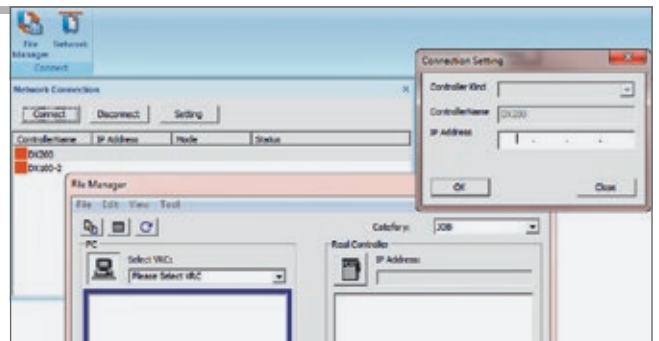 File Manager
Network
Connect
Connection Setting
Controller Kind
ControllerName DX200
IP Address
OK Close
Network Connection
Connect Disconnect Setting
ControllerName IP Address Mode Status
DX200
DX200-2
File Manager
File Edit View Tool
Category: JOB
PC
Select VRC:
Please Select VRC
Real Controller
IP Address: